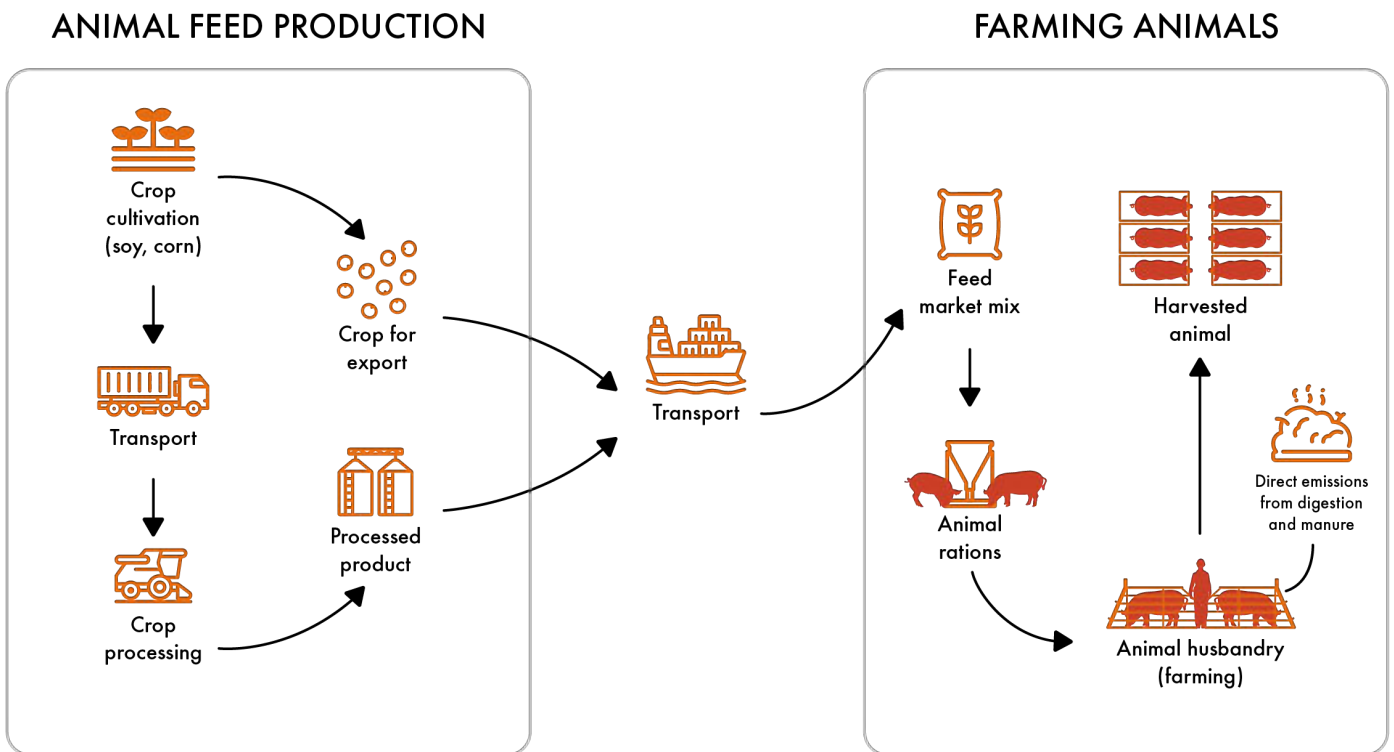 ANIMAL FEED PRODUCTION
Crop
cultivation
(soy, corn)
Transport
Crop
processing
Crop for
export
Processed
product
Transport
FARMING ANIMALS
Feed
market mix
Animal
rations
Harvested
animal
Direct emissions
from digestion
and manure
Animal husbandry
(farming)